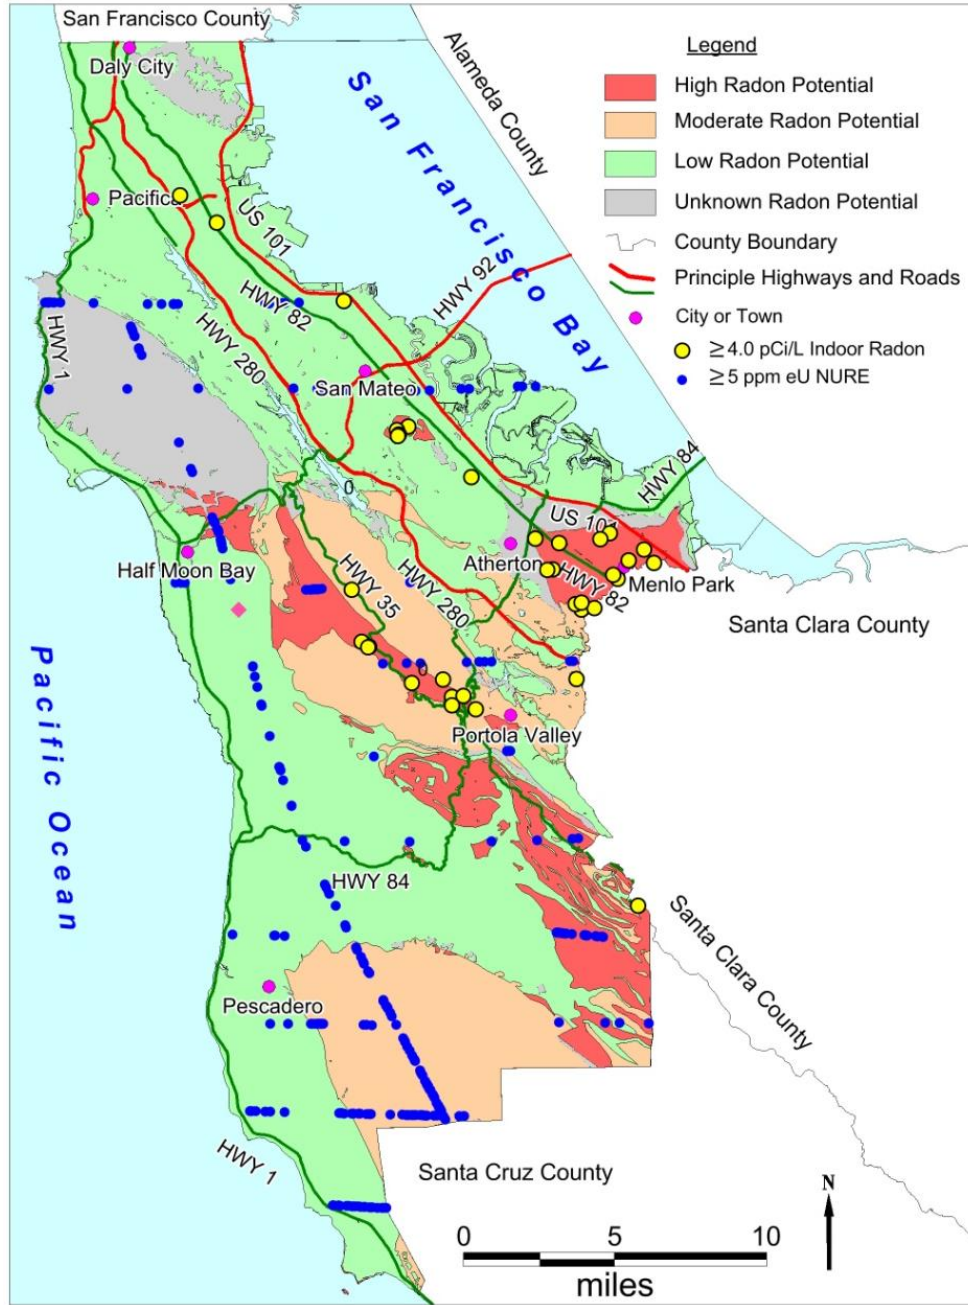 San Francisco County
Daly City
Alameda County
San Francisco Bay
Legend
High Radon Potential
Moderate Radon Potential
Low Radon Potential
Unknown Radon Potential
County Boundary
Principle Highways and Roads
City or Town
≥ 4.0 pCi/L Indoor Radon
≥ 5 ppm eU NURE
Pacifica
US 101
HWY 92
HWY 82
HWY 1
HWY 280
San Mateo
HWY 84
0
US 101
Half Moon Bay
Atherton
HWY 82
Menlo Park
HWY 35
HWY 280
Santa Clara County
0
Portola Valley
Pacific Ocean
HWY 84
Santa Clara County
Pescadero
HWY 1
Santa Cruz County
N
0 5 10
miles